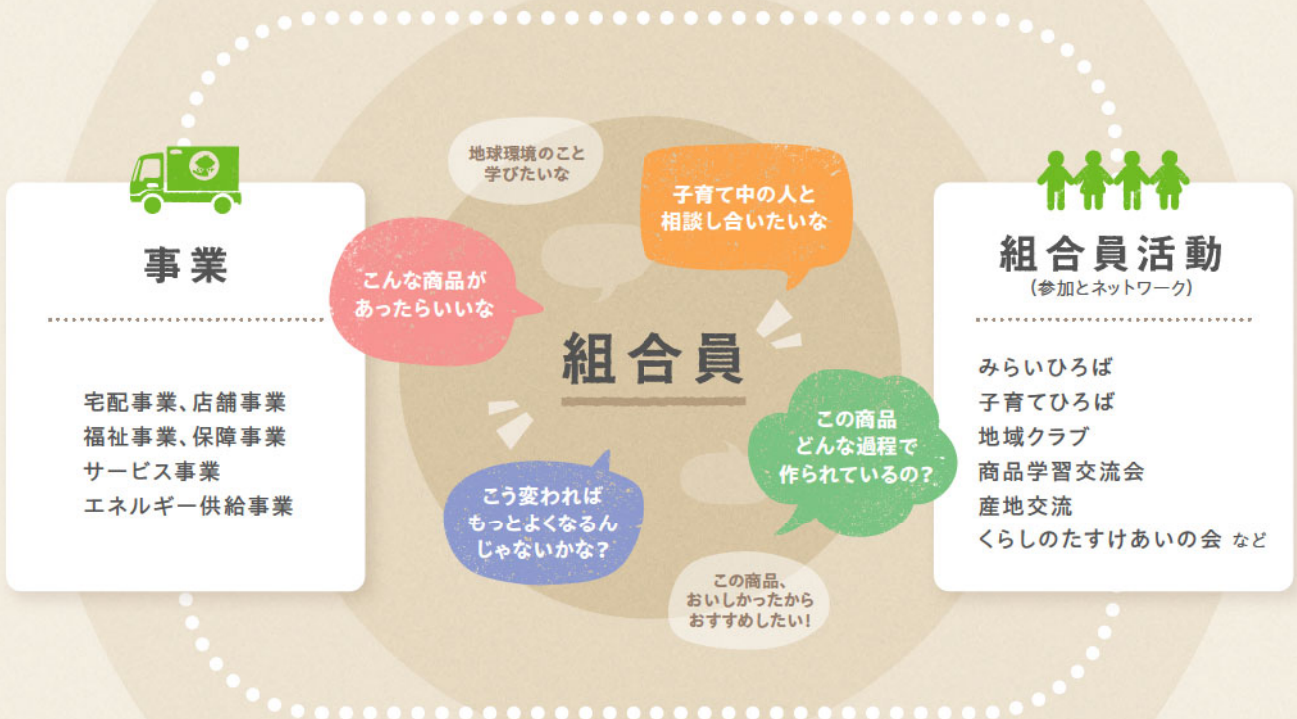 事業
宅配事業、店舗事業
福祉事業、保障事業
サービス事業
エネルギー供給事業
地球環境のこと
学びたいな
子育て中の人と
相談し合いたいな
こんな商品が
あったらいいな
組合員
この商品
どんな過程で
作られているの?
こう変われば
もっとよくなるん
じゃないかな?
この商品、
おいしかったから
おすすめしたい!
組合員活動
(参加とネットワーク)
みらいひろば
子育てひろば
地域クラブ
商品学習交流会
産地交流
くらしのたすけあいの会 など